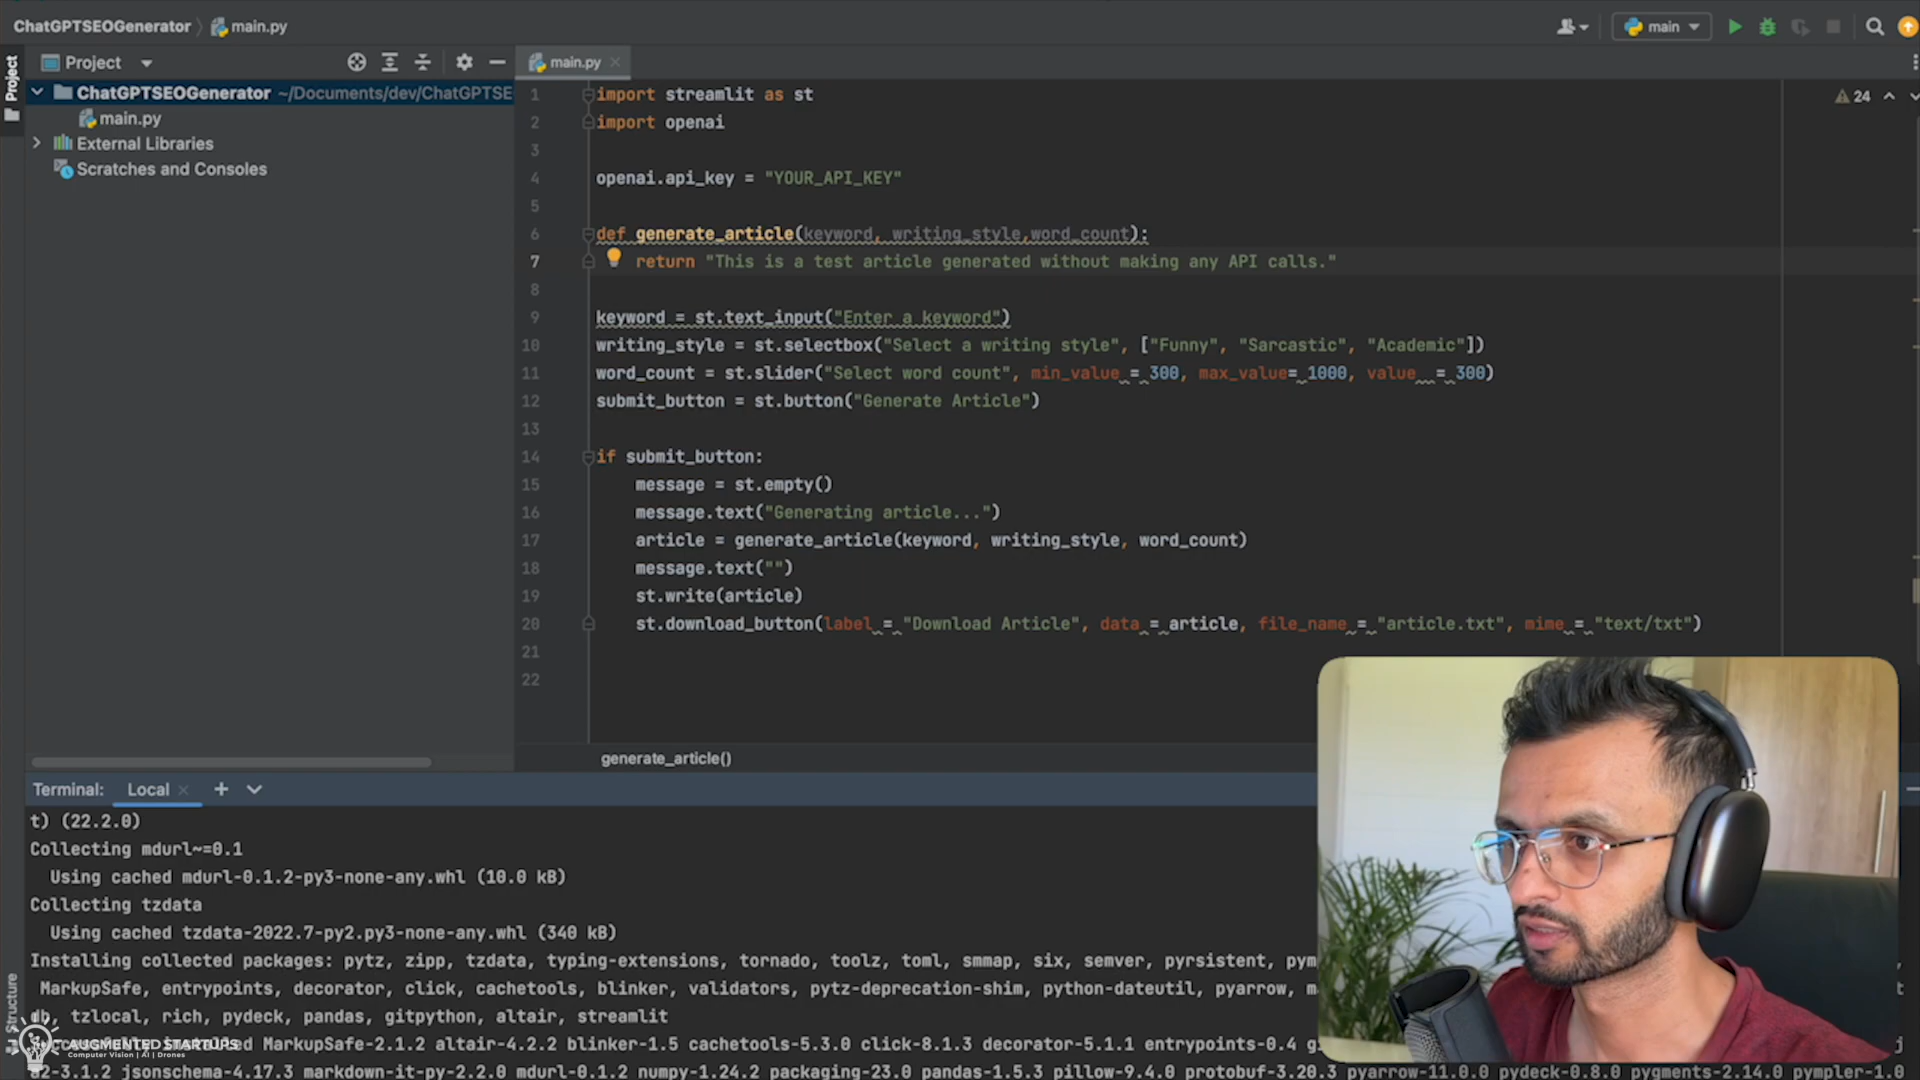 ChatGPTSEOGenerator main.py
main
Project
Project
main.py
ChatGPTSEOGenerator ~/Documents/dev/ChatGPTSE
main.py
External Libraries
Scratches and Consoles
24
1 import streamlit as st
2 import openai
3
4 openai.api_key = "YOUR_API_KEY"
5
6 def generate_article(keyword, writing_style,word_count):
7 return "This is a test article generated without making any API calls."
8
9 keyword = st.text_input("Enter a keyword")
10 writing_style = st.selectbox("Select a writing style", ["Funny", "Sarcastic", "Academic"])
11 word_count = st.slider("Select word count", min_value = 300, max_value= 1000, value = 300)
12 submit_button = st.button("Generate Article")
13
14 if submit_button:
15 message = st.empty()
16 message.text("Generating article...")
17 article = generate_article(keyword, writing_style, word_count)
18 message.text("")
19 st.write(article)
20 st.download_button(label = "Download Article", data = article, file_name = "article.txt", mime = "text/txt")
21
22
generate_article()
Terminal: Local
t) (22.2.0)
Collecting mdurl~=0.1
Using cached mdurl-0.1.2-py3-none-any.whl (10.0 kB)
Collecting tzdata
Using cached tzdata-2022.7-py2.py3-none-any.whl (340 kB)
Installing collected packages: pytz, zipp, tzdata, typing-extensions, tornado, toolz, toml, smmap, six, semver, pyrsistent, pym
MarkupSafe, entrypoints, decorator, click, cachetools, blinker, validators, pytz-deprecation-shim, python-dateutil, pyarrow, m
db, tzlocal, rich, pydeck, pandas, gitpython, altair, streamlit
MarkupSafe-2.1.2 altair-4.2.2 blinker-1.5 cachetools-5.3.0 click-8.1.3 decorator-5.1.1 entrypoints-0.4 g
a2-3.1.2 jsonschema-4.17.3 markdown-it-py-2.2.0 mdurl-0.1.2 numpy-1.24.2 packaging-23.0 pandas-1.5.3 pillow-9.4.0 protobuf-3.20.3 pyarrow-11.0.0 pydeck-0.8.0 pygments-2.14.0 pympler-1.0
Structure
AUGMENTED STARTUPS
Computer Vision | AI | Drones